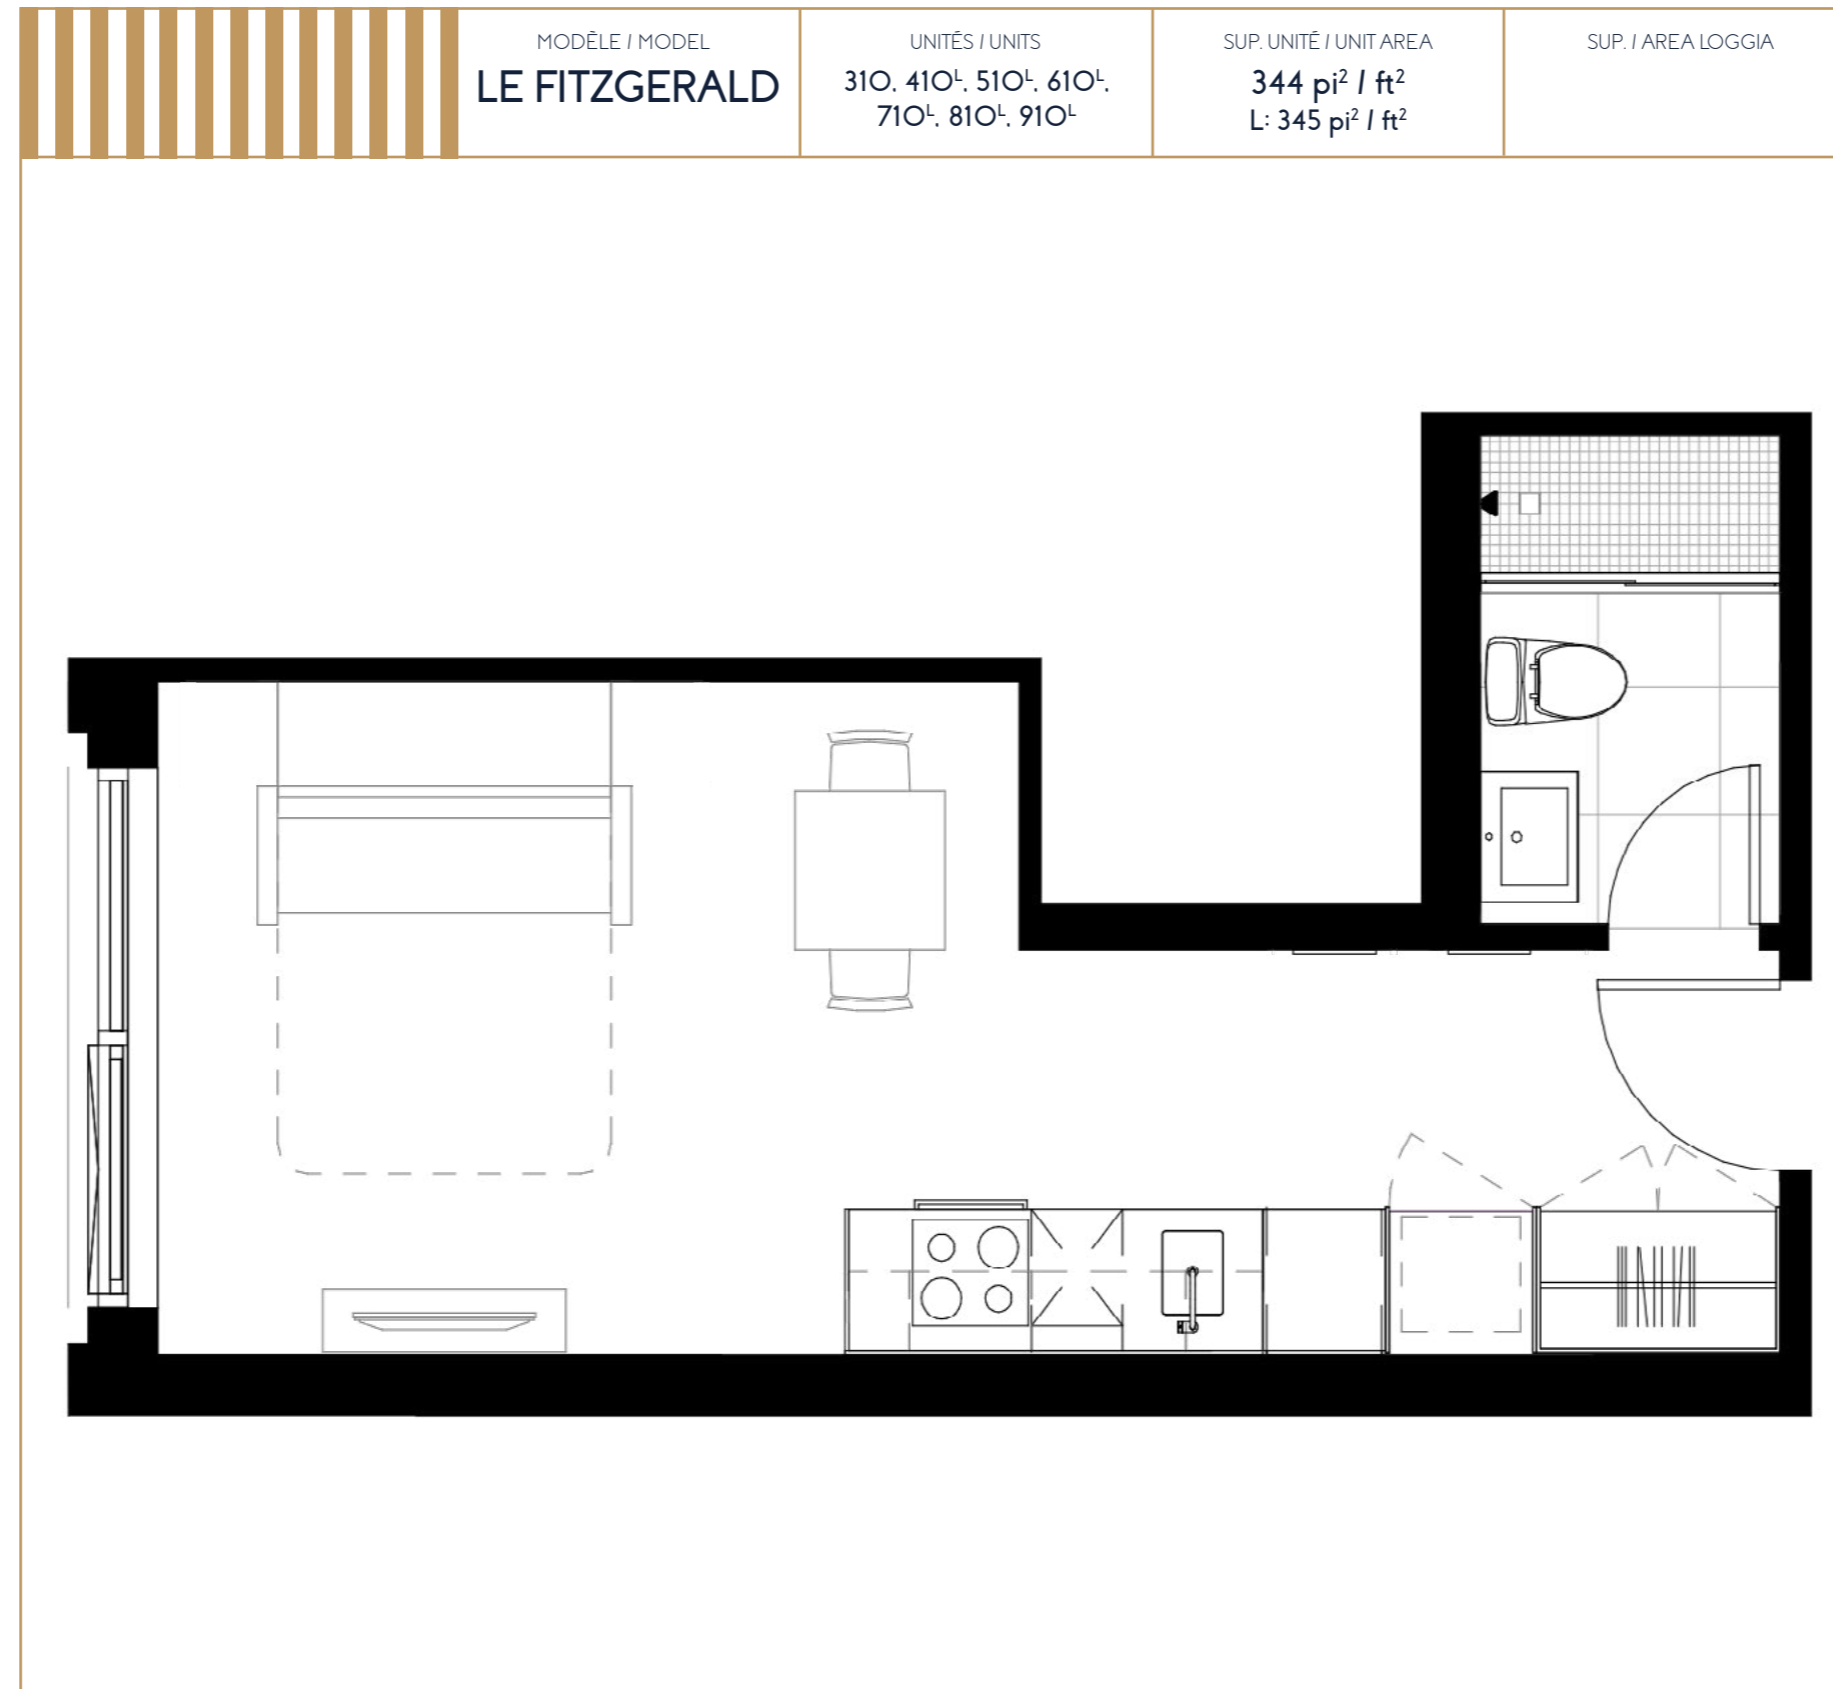 MODÈLE / MODEL
LE FITZGERALD
UNITÉS / UNITS
310, 410ᴸ, 510ᴸ, 610ᴸ,
710ᴸ, 810ᴸ, 910ᴸ
SUP. UNITÉ / UNIT AREA
344 pi² / ft²
L: 345 pi² / ft²
SUP. / AREA LOGGIA